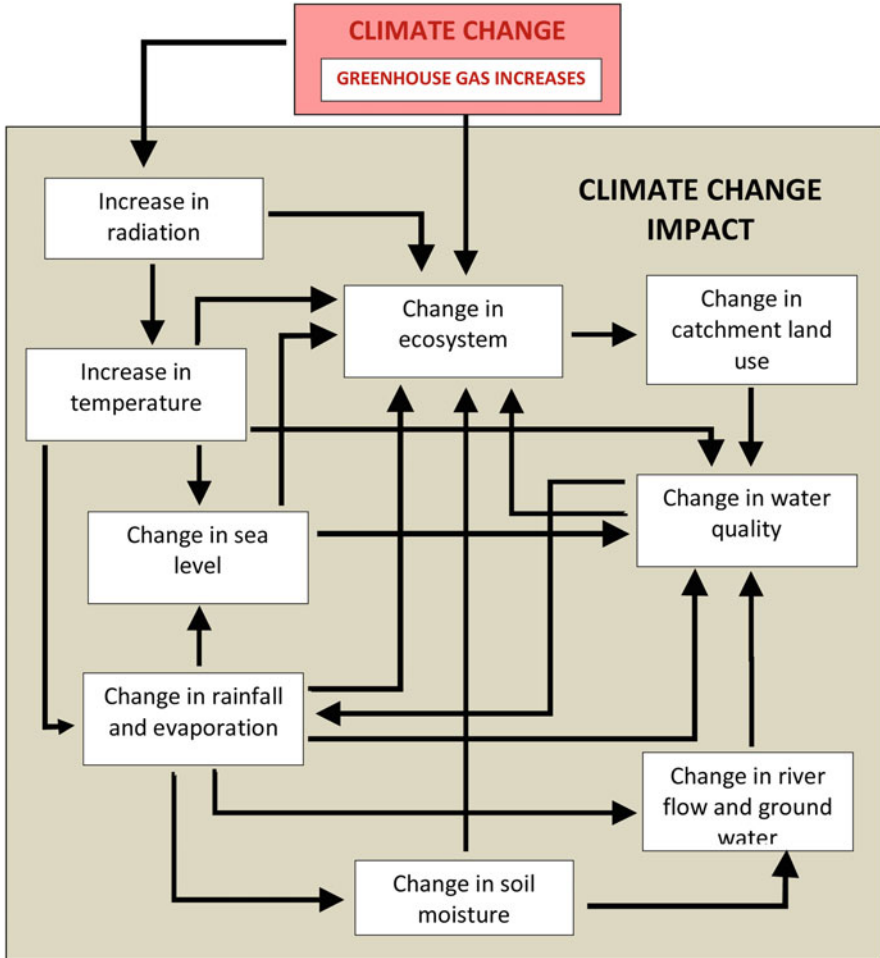 CLIMATE CHANGE
GREENHOUSE GAS INCREASES
CLIMATE CHANGE
IMPACT
Increase in
radiation
Change in
ecosystem
Change in
catchment land
use
Increase in
temperature
Change in water
quality
Change in sea
level
Change in rainfall
and evaporation
Change in river
flow and ground
water
Change in soil
moisture